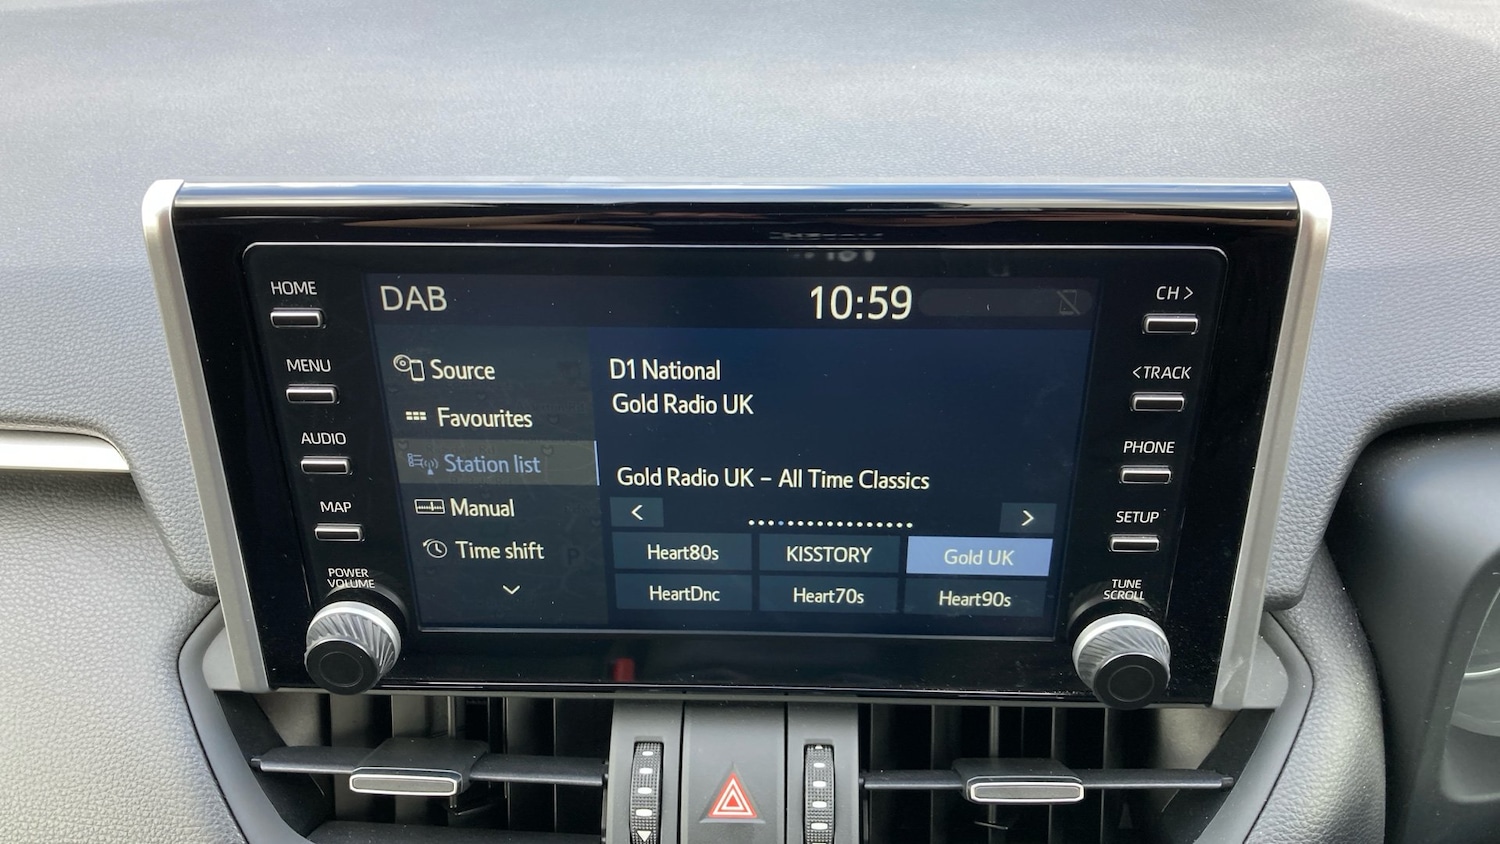 HOME
MENU
AUDIO
MAP
POWER
VOLUME
DAB
10:59
Source
Favourites
Station list
Manual
Time shift
D1 National
Gold Radio UK
Gold Radio UK – All Time Classics
<
>
Heart80s
KISSTORY
Gold UK
HeartDnc
Heart70s
Heart90s
CH >
<TRACK
PHONE
SETUP
TUNE
SCROLL